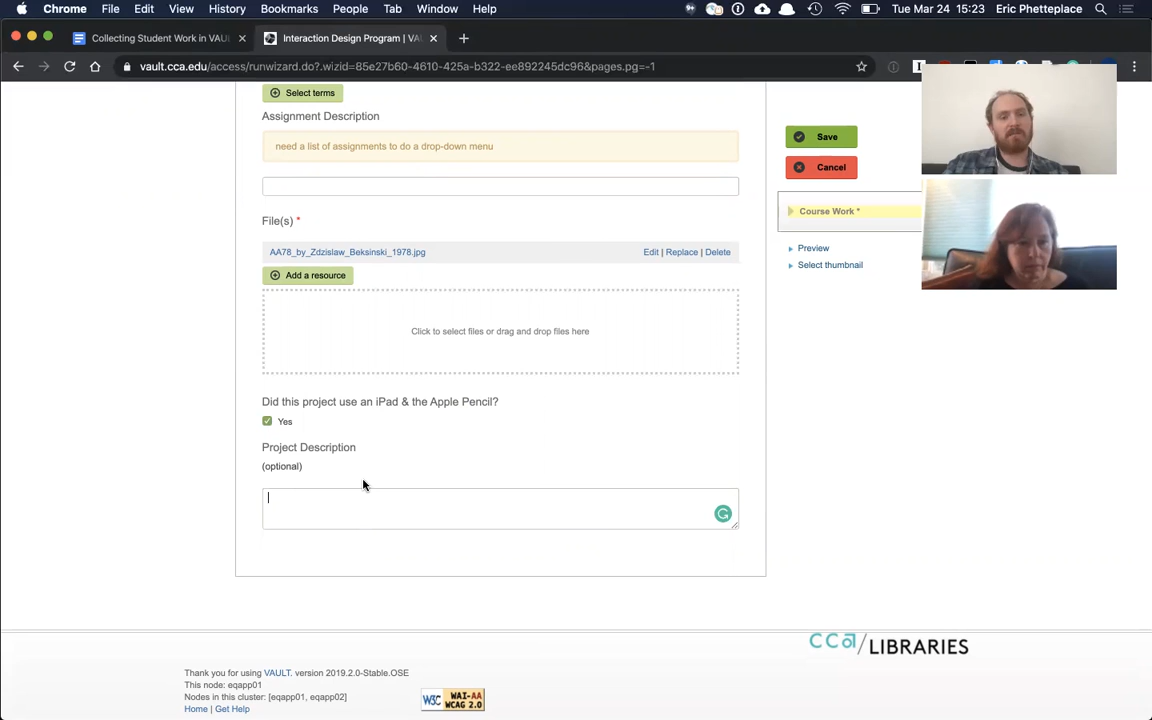 Chrome File Edit View History Bookmarks People Tab Window Help Tue Mar 24 15:23 Eric Phetteplace
Collecting Student Work in VAU
Interaction Design Program | VA
vault.cca.edu/access/runwizard.do?.wizid=85e27b60-4610-425a-b322-ee892245dc96&pages.pg=-1
Select terms
Assignment Description
need a list of assignments to do a drop-down menu
Save
Cancel
Course Work *
Preview
Select thumbnail
File(s) *
AA78_by_Zdzislaw_Beksinski_1978.jpg Edit | Replace | Delete
Add a resource
Click to select files or drag and drop files here
Did this project use an iPad & the Apple Pencil?
Yes
Project Description
(optional)
cca/LIBRARIES
Thank you for using VAULT. version 2019.2.0-Stable.OSE
This node: eqapp01
Nodes in this cluster: [eqapp01, eqapp02]
Home | Get Help
W3C WAI-AA WCAG 2.0